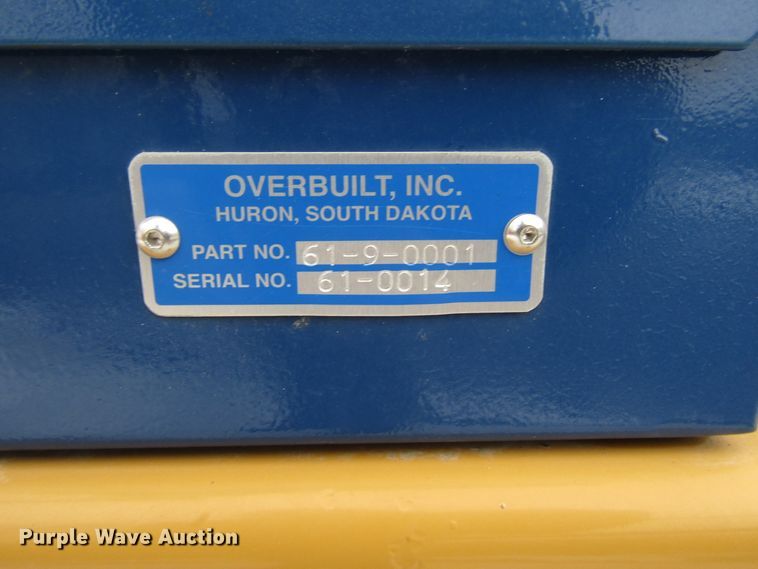 OVERBUILT, INC.
HURON, SOUTH DAKOTA
PART NO. 61-9-0001
SERIAL NO. 61-0014
Purple Wave Auction